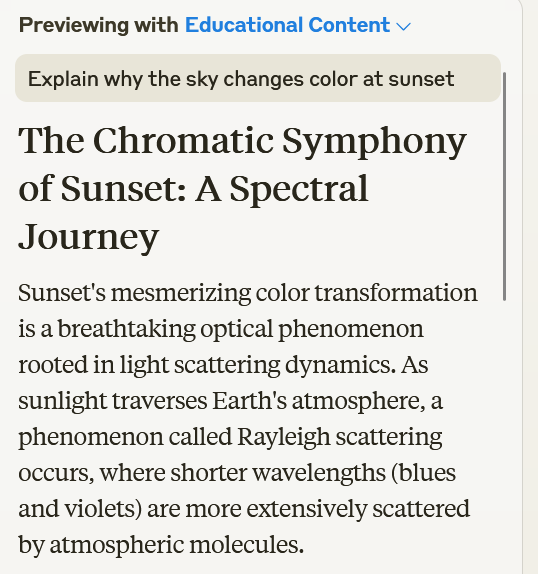 Previewing with Educational Content
Explain why the sky changes color at sunset
The Chromatic Symphony
of Sunset: A Spectral
Journey
Sunset's mesmerizing color transformation
is a breathtaking optical phenomenon
rooted in light scattering dynamics. As
sunlight traverses Earth's atmosphere, a
phenomenon called Rayleigh scattering
occurs, where shorter wavelengths (blues
and violets) are more extensively scattered
by atmospheric molecules.